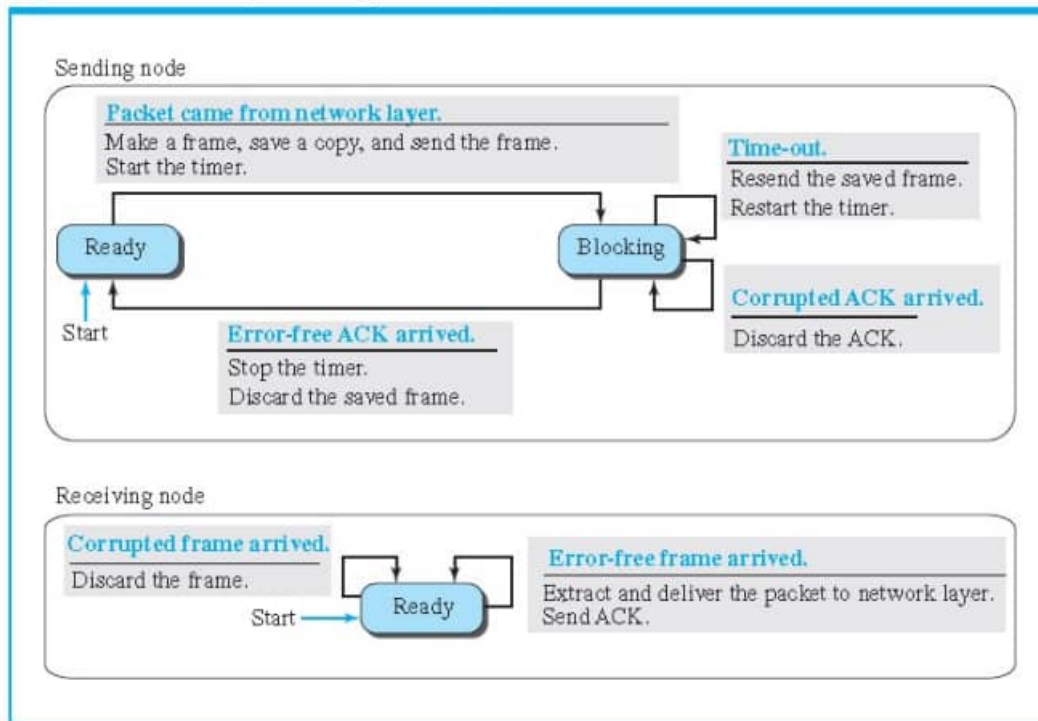 Sending node
Packet came from network layer.
Make a frame, save a copy, and send the frame.
Start the timer.
Time-out.
Resend the saved frame.
Restart the timer.
Ready
Blocking
Start
Error-free ACK arrived.
Stop the timer.
Discard the saved frame.
Corrupted ACK arrived.
Discard the ACK.
Receiving node
Corrupted frame arrived.
Discard the frame.
Start
Ready
Error-free frame arrived.
Extract and deliver the packet to network layer.
Send ACK.